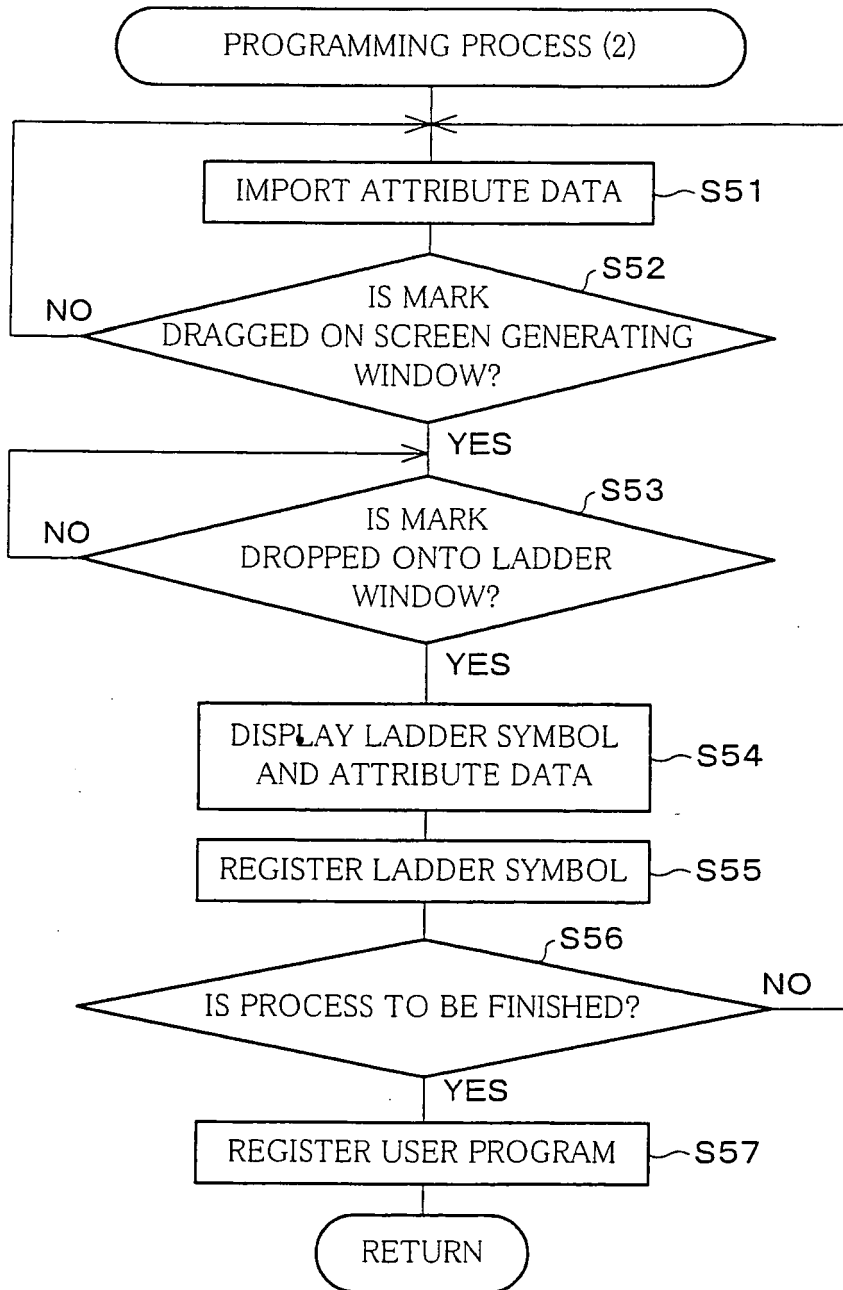 PROGRAMMING PROCESS (2)
IMPORT ATTRIBUTE DATA
S51
S52
IS MARK
DRAGGED ON SCREEN GENERATING
WINDOW?
NO
YES
S53
IS MARK
DROPPED ONTO LADDER
WINDOW?
NO
YES
DISPLAY LADDER SYMBOL
AND ATTRIBUTE DATA
S54
REGISTER LADDER SYMBOL
S55
S56
IS PROCESS TO BE FINISHED?
NO
YES
REGISTER USER PROGRAM
S57
RETURN